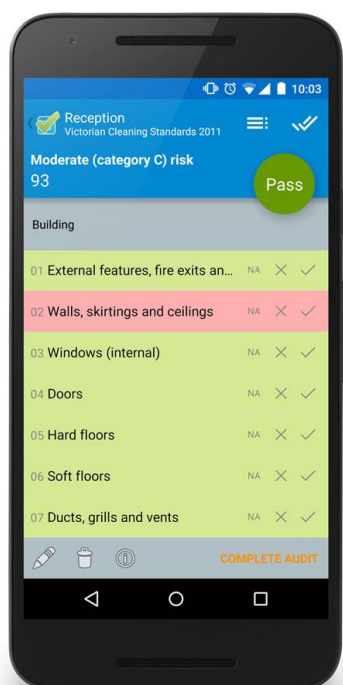 10:03
Reception
Victorian Cleaning Standards 2011
Moderate (category C) risk
93
Pass
Building
01 External features, fire exits an... NA
02 Walls, skirtings and ceilings NA
03 Windows (internal) NA
04 Doors NA
05 Hard floors NA
06 Soft floors NA
07 Ducts, grills and vents NA
COMPLETE AUDIT